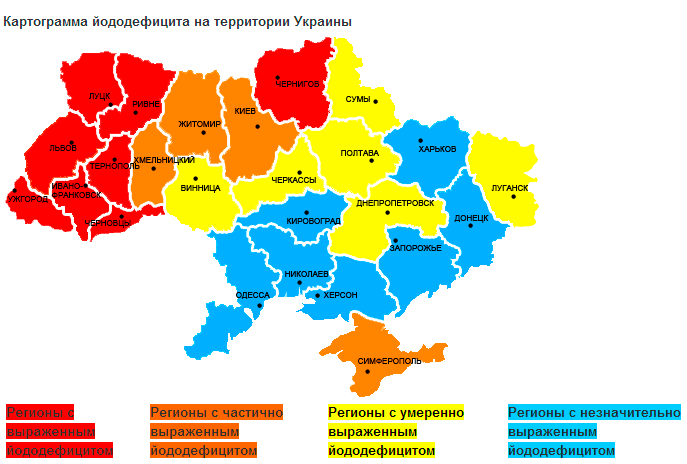 Картограмма йододефицита на территории Украины
ЧЕРНИГОВ
ЛУЦК
РИВНЕ
СУМЫ
КИЕВ
ЖИТОМИР
ЛЬВОВ
ХАРЬКОВ
ПОЛТАВА
ХМЕЛЬНИЦКИЙ
ТЕРНОПОЛЬ
ЧЕРКАССЫ
ИВАНО-
ФРАНКОВСК
ВИННИЦА
ЛУГАНСК
УЖГОРОД
ДНЕПРОПЕТРОВСК
ЧЕРНОВЦЫ
КИРОВОГРАД
ДОНЕЦК
ЗАПОРОЖЬЕ
НИКОЛАЕВ
ОДЕССА
ХЕРСОН
СИМФЕРОПОЛЬ
Регионы с
выраженным
йододефицитом
Регионы с частично
выраженным
йододефицитом
Регионы с умеренно
выраженным
йододефицитом
Регионы с незначительно
выраженным
йододефицитом